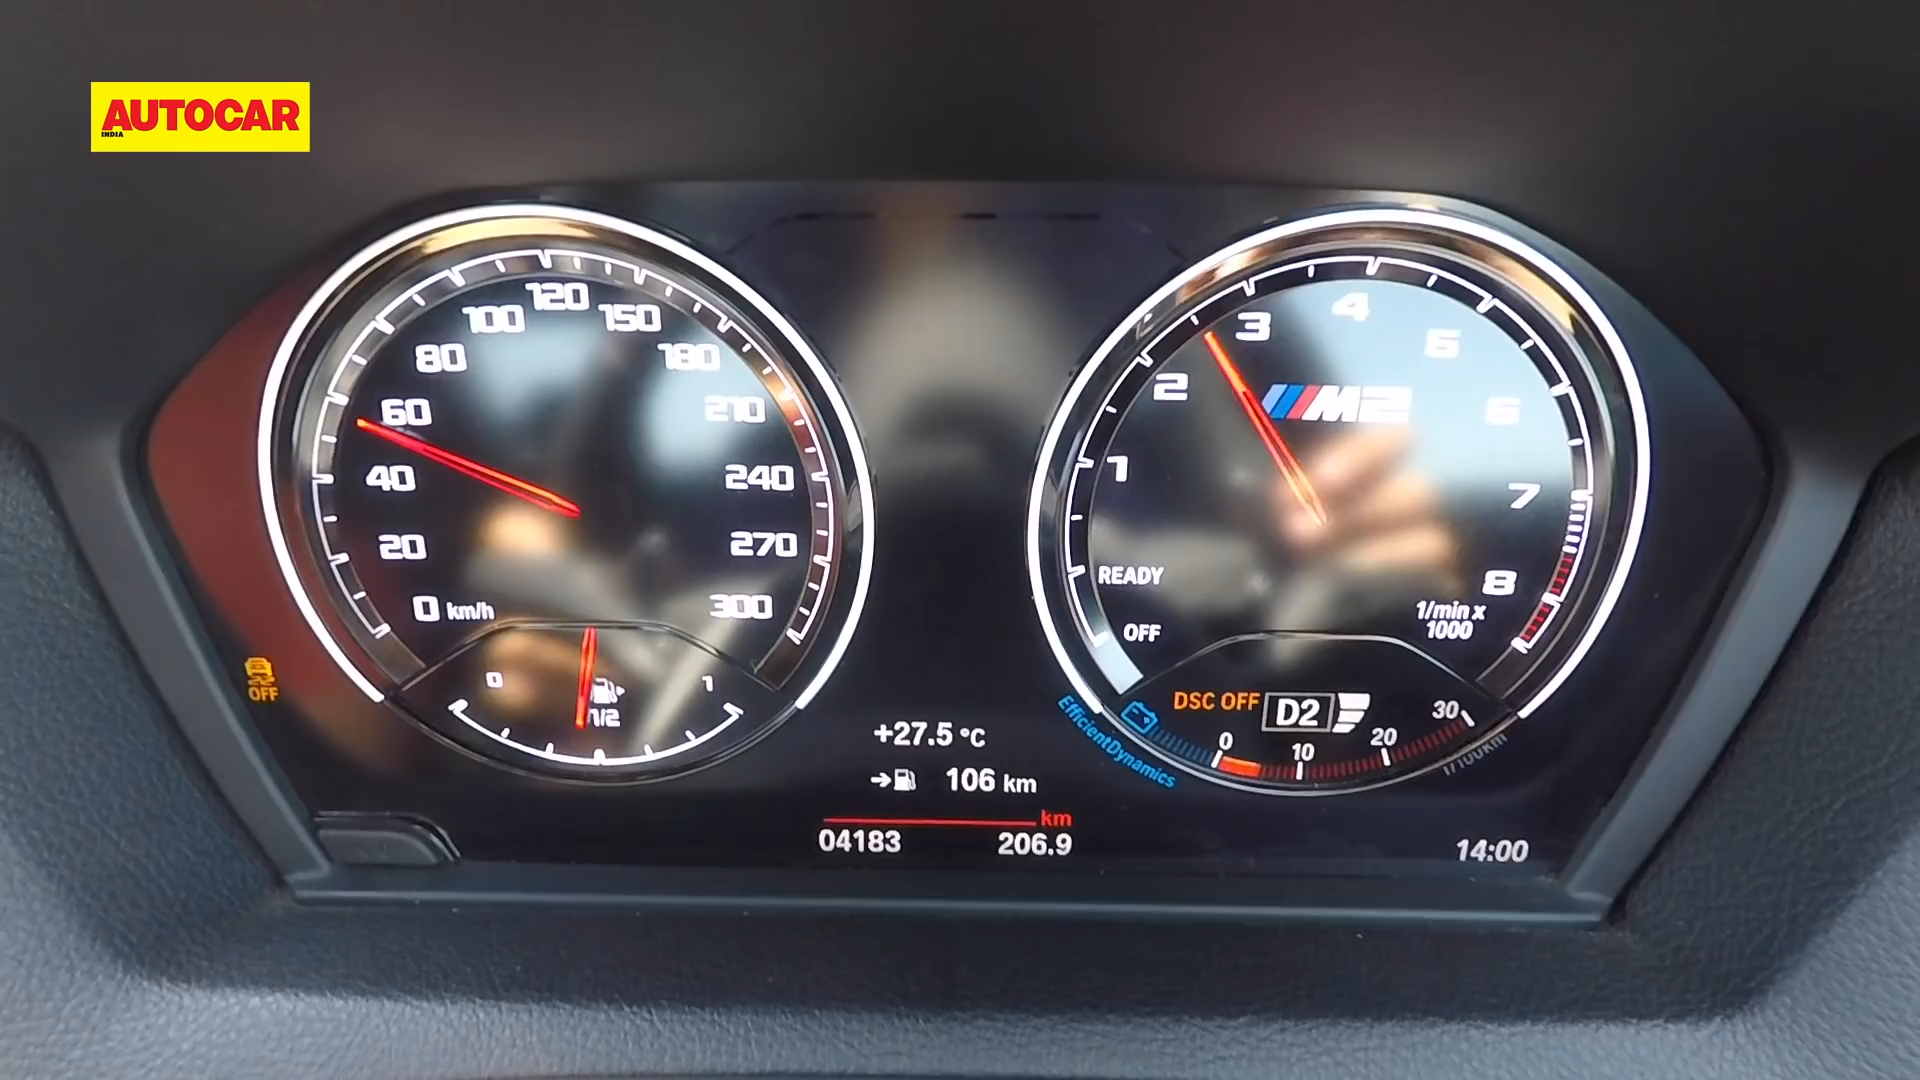 AUTOCAR
INDIA
120
100
150
80
180
60
210
40
240
20
270
0 km/h
300
0
1
1/2
OFF
4
3
5
2
M2
6
1
7
READY
8
1/min x
1000
OFF
DSC OFF
D2
30
0
10
20
l/100km
EfficientDynamics
+27.5 °C
106 km
km
04183
206.9
14:00